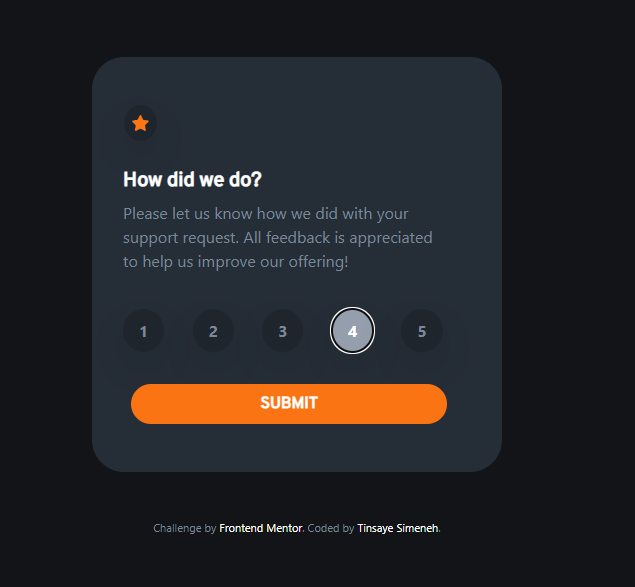 How did we do?
Please let us know how we did with your
support request. All feedback is appreciated
to help us improve our offering!
1 2 3 4 5
SUBMIT
Challenge by Frontend Mentor. Coded by Tinsaye Simeneh.